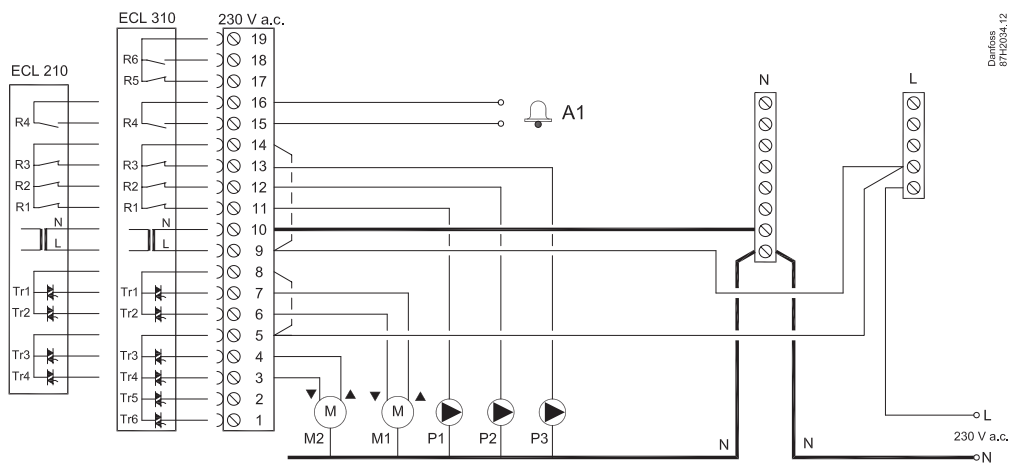 ECL 310
230 V a.c.
Danfoss
87H2034.12
19
R6
18
ECL 210
R5
17
N
L
16
R4
R4
15
A1
14
R3
R3
13
R2
R2
12
R1
R1
11
N
N
10
L
L
9
8
Tr1
Tr1
7
Tr2
Tr2
6
5
Tr3
Tr3
4
Tr4
Tr4
3
Tr5
2
Tr6
1
M
M
L
M2
M1
P1
P2
P3
N
N
230 V a.c.
N